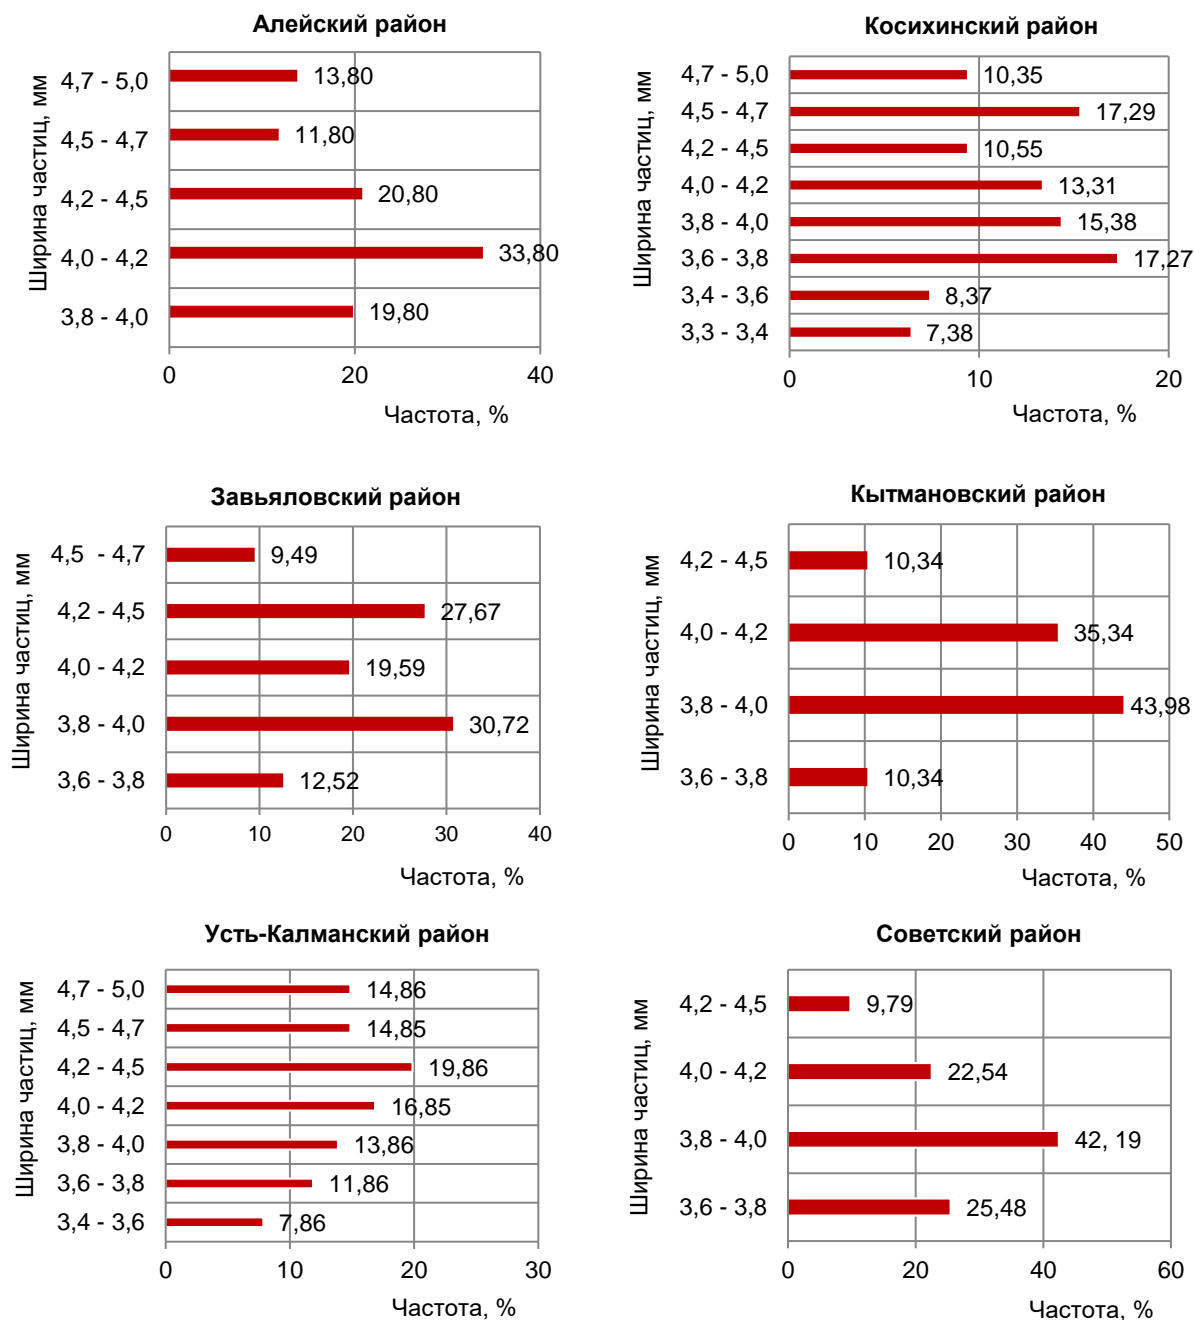 Алейский район
Ширина частиц, мм
4,7 - 5,0 13,80
4,5 - 4,7 11,80
4,2 - 4,5 20,80
4,0 - 4,2 33,80
3,8 - 4,0 19,80
0 20 40
Частота, %
Косихинский район
Ширина частиц, мм
4,7 - 5,0 10,35
4,5 - 4,7 17,29
4,2 - 4,5 10,55
4,0 - 4,2 13,31
3,8 - 4,0 15,38
3,6 - 3,8 17,27
3,4 - 3,6 8,37
3,3 - 3,4 7,38
0 10 20
Частота, %
Завьяловский район
Ширина частиц, мм
4,5 - 4,7 9,49
4,2 - 4,5 27,67
4,0 - 4,2 19,59
3,8 - 4,0 30,72
3,6 - 3,8 12,52
0 10 20 30 40
Частота, %
Кытмановский район
Ширина частиц, мм
4,2 - 4,5 10,34
4,0 - 4,2 35,34
3,8 - 4,0 43,98
3,6 - 3,8 10,34
0 10 20 30 40 50
Частота, %
Усть-Калманский район
Ширина частиц, мм
4,7 - 5,0 14,86
4,5 - 4,7 14,85
4,2 - 4,5 19,86
4,0 - 4,2 16,85
3,8 - 4,0 13,86
3,6 - 3,8 11,86
3,4 - 3,6 7,86
0 10 20 30
Частота, %
Советский район
Ширина частиц, мм
4,2 - 4,5 9,79
4,0 - 4,2 22,54
3,8 - 4,0 42, 19
3,6 - 3,8 25,48
0 20 40 60
Частота, %